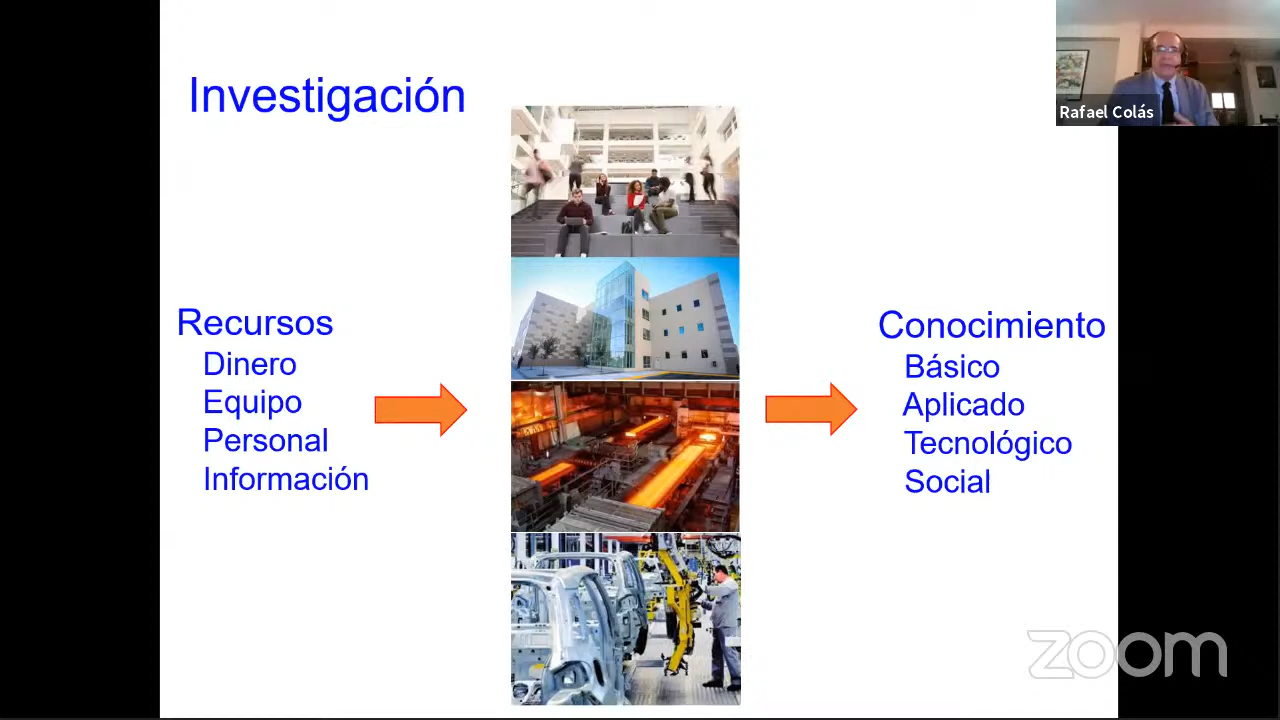 Investigación
Rafael Colás
Recursos
Dinero
Equipo
Personal
Información
Conocimiento
Básico
Aplicado
Tecnológico
Social
zoom